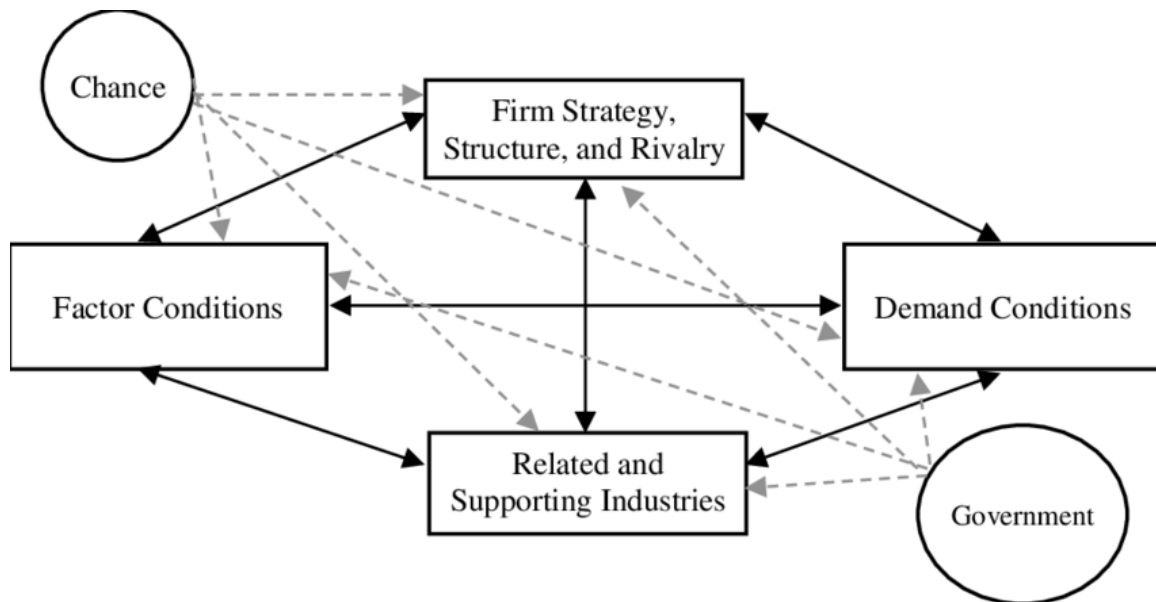 Chance
Firm Strategy,
Structure, and Rivalry
Factor Conditions
Demand Conditions
Related and
Supporting Industries
Government